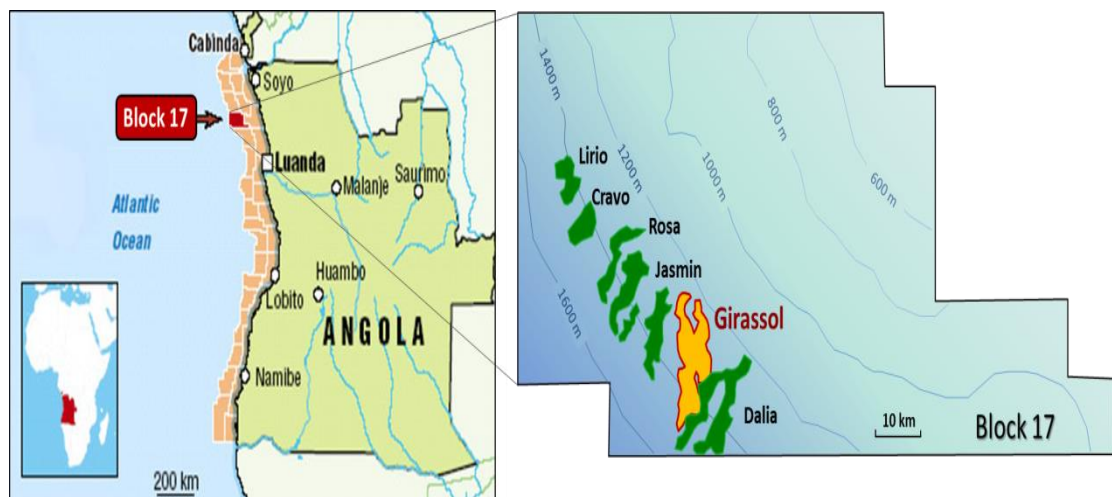 Cabinda
Soyo
Block 17
Luanda
Malanje
Saurimo
Atlantic
Ocean
Huambo
Lobito
ANGOLA
Namibe
200 km
1400 m
1200 m
1000 m
800 m
600 m
1600 m
Lirio
Cravo
Rosa
Jasmin
Girassol
Dalia
10 km
Block 17